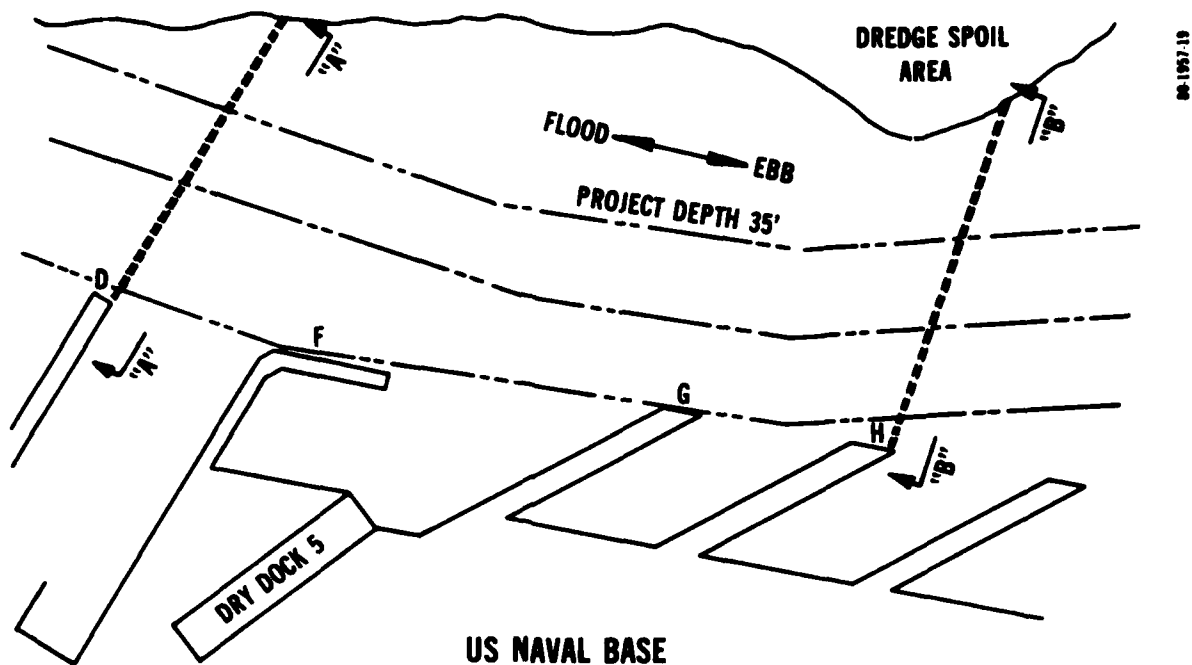 DREDGE SPOIL
AREA
80-1957-19
"A"
"B"
FLOOD
EBB
PROJECT DEPTH 35'
D
"A"
F
G
H
"B"
DRY DOCK 5
US NAVAL BASE